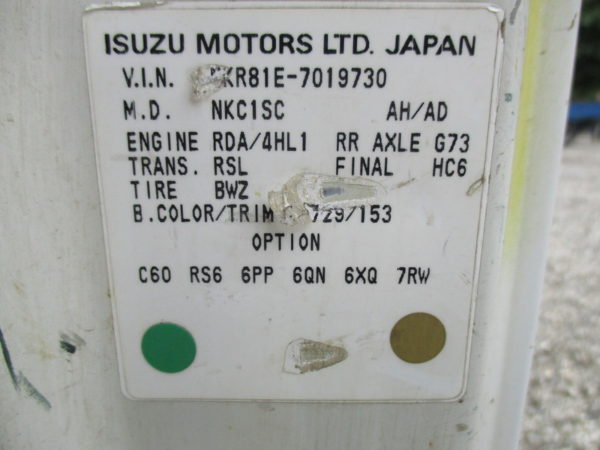 ISUZU MOTORS LTD. JAPAN
V.I.N. KR81E-7019730
M.D. NKC1SC AH/AD
ENGINE RDA/4HL1 RR AXLE G73
TRANS. RSL FINAL HC6
TIRE BWZ
B.COLOR/TRIM 729/153
OPTION
C60 RS6 6PP 6QN 6XQ 7RW